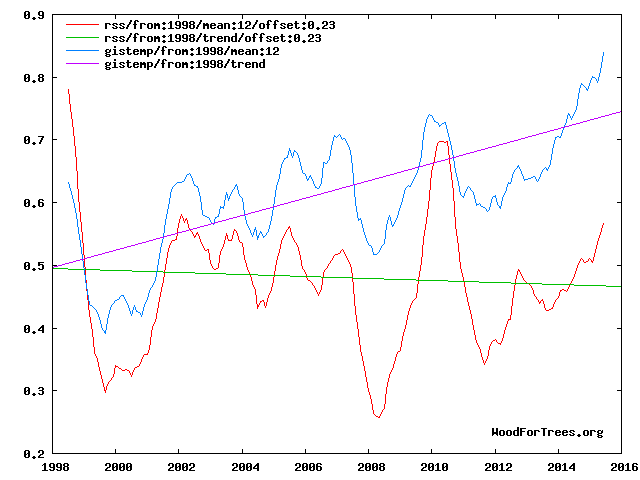 rss/from:1998/mean:12/offset:0.23
rss/from:1998/trend/offset:0.23
gistemp/from:1998/mean:12
gistemp/from:1998/trend
0.9
0.8
0.7
0.6
0.5
0.4
0.3
0.2
WoodForTrees.org
1998 2000 2002 2004 2006 2008 2010 2012 2014 2016